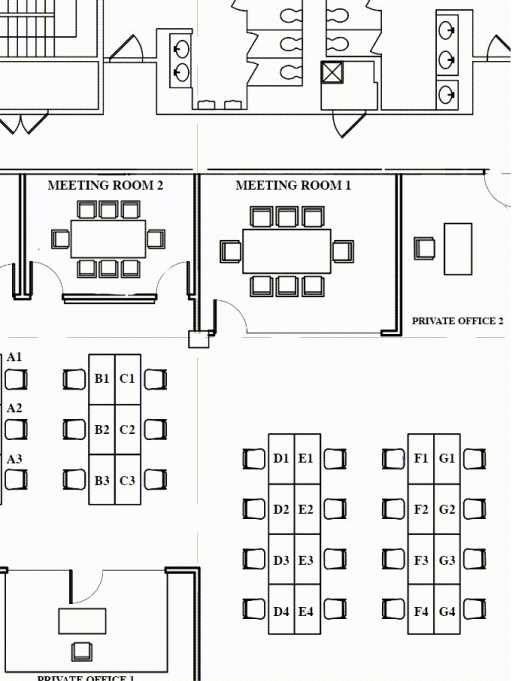 MEETING ROOM 2
MEETING ROOM 1
PRIVATE OFFICE 2
A1
B1 C1
A2
B2 C2
A3
B3 C3
D1 E1
F1 G1
D2 E2
F2 G2
D3 E3
F3 G3
D4 E4
F4 G4
PRIVATE OFFICE 1